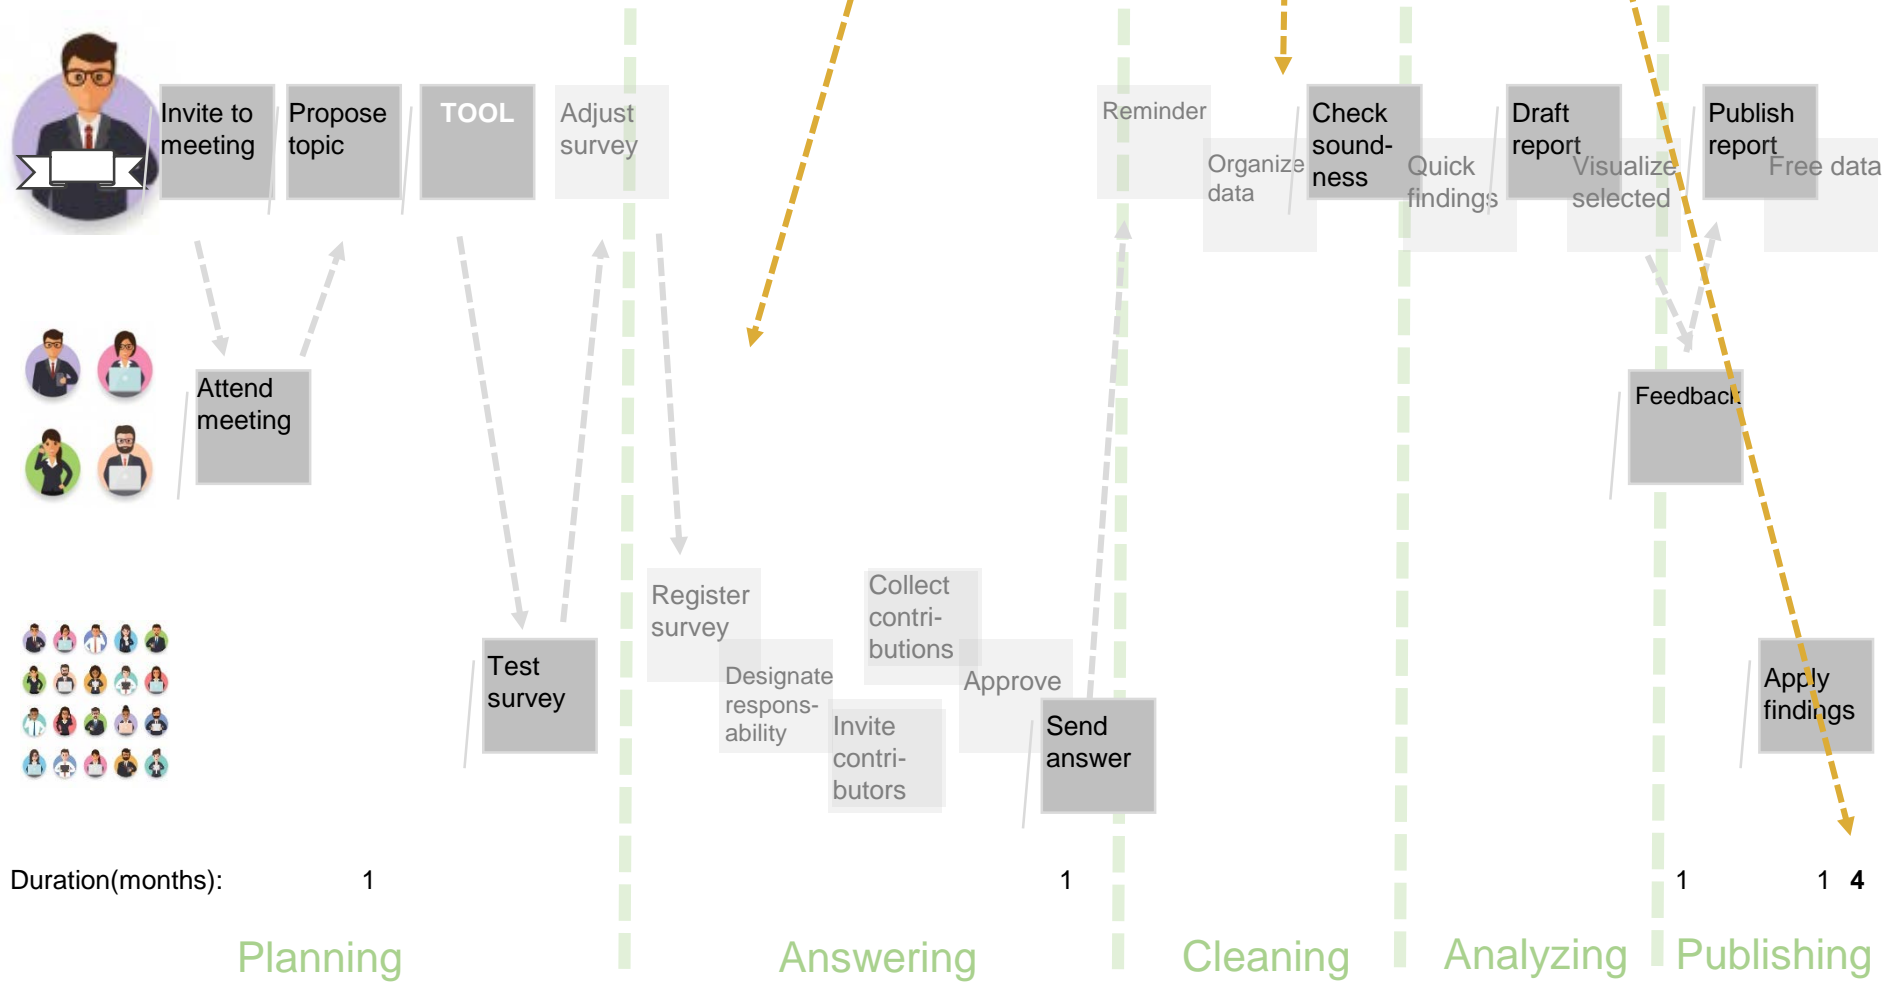 Invite to
meeting
Propose
topic
TOOL
Adjust
survey
Reminder
Organize
data
Check
sound-
ness
Quick
findings
Draft
report
Visualize
selected
Publish
report
Free data
Attend
meeting
Feedback
Test
survey
Register
survey
Designate
respons-
ability
Invite
contri-
butors
Collect
contri-
butions
Approve
Send
answer
Apply
findings
Duration(months): 1 1 1 1 4
Planning Answering Cleaning Analyzing Publishing